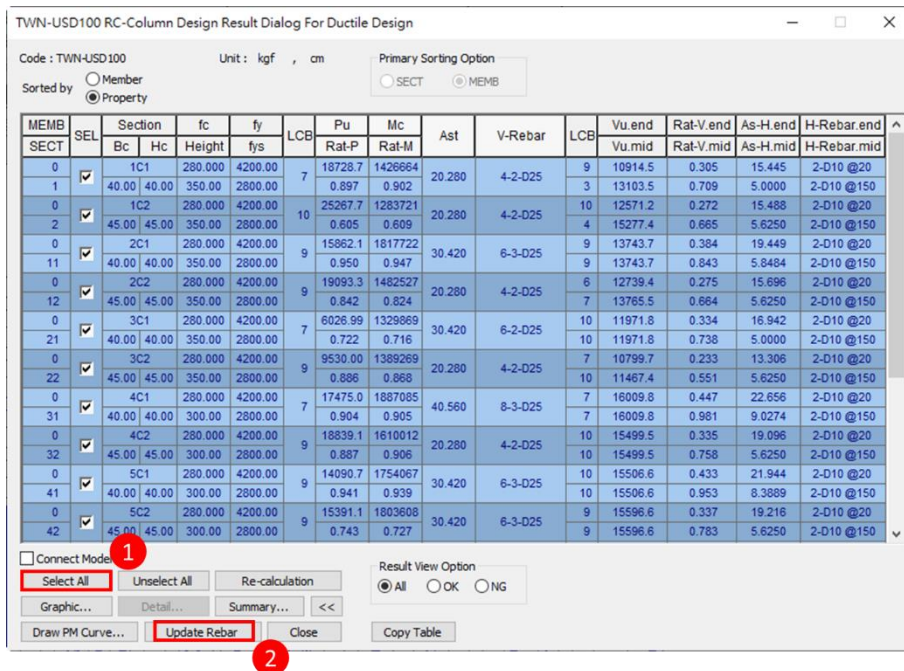 TWN-USD100 RC-Column Design Result Dialog For Ductile Design
Code : TWN-USD100 Unit : kgf , cm Primary Sorting Option
Sorted by Member SECT MEMB
Property
MEMB SEL Section fc fy LCB Pu Mc Ast V-Rebar LCB Vu.end Rat-V.end As-H.end H-Rebar.end
SECT Bc Hc Height fys Rat-P Rat-M Vu.mid Rat-V.mid As-H.mid H-Rebar.mid
0 1C1 280.000 4200.00 7 18728.7 1426664 20.280 4-2-D25 9 10914.5 0.305 15.445 2-D10 @20
1 40.00 40.00 350.00 2800.00 0.897 0.902 3 13103.5 0.709 5.0000 2-D10 @150
0 1C2 280.000 4200.00 10 25267.7 1283721 20.280 4-2-D25 10 12571.2 0.272 15.488 2-D10 @20
2 45.00 45.00 350.00 2800.00 0.605 0.609 4 15277.4 0.665 5.6250 2-D10 @150
0 2C1 280.000 4200.00 9 15862.1 1817722 30.420 6-3-D25 9 13743.7 0.384 19.449 2-D10 @20
11 40.00 40.00 350.00 2800.00 0.950 0.947 9 13743.7 0.843 5.8484 2-D10 @150
0 2C2 280.000 4200.00 9 19093.3 1482527 20.280 4-2-D25 6 12739.4 0.275 15.696 2-D10 @20
12 45.00 45.00 350.00 2800.00 0.842 0.824 7 13765.5 0.664 5.6250 2-D10 @150
0 3C1 280.000 4200.00 7 6026.99 1329869 30.420 6-2-D25 10 11971.8 0.334 16.942 2-D10 @20
21 40.00 40.00 350.00 2800.00 0.722 0.716 10 11971.8 0.738 5.0000 2-D10 @150
0 3C2 280.000 4200.00 9 9530.00 1389269 20.280 4-2-D25 7 10799.7 0.233 13.306 2-D10 @20
22 45.00 45.00 350.00 2800.00 0.886 0.868 10 11467.4 0.551 5.6250 2-D10 @150
0 4C1 280.000 4200.00 7 17475.0 1887085 40.560 8-3-D25 7 16009.8 0.447 22.656 2-D10 @20
31 40.00 40.00 300.00 2800.00 0.904 0.905 7 16009.8 0.981 9.0274 2-D10 @150
0 4C2 280.000 4200.00 9 18839.1 1610012 20.280 4-2-D25 10 15499.5 0.335 19.096 2-D10 @20
32 45.00 45.00 300.00 2800.00 0.887 0.906 10 15499.5 0.758 5.6250 2-D10 @150
0 5C1 280.000 4200.00 9 14090.7 1754067 30.420 6-3-D25 10 15506.6 0.433 21.944 2-D10 @20
41 40.00 40.00 300.00 2800.00 0.941 0.939 10 15506.6 0.953 8.3889 2-D10 @150
0 5C2 280.000 4200.00 9 15391.1 1803608 30.420 6-3-D25 9 15596.6 0.337 19.216 2-D10 @20
42 45.00 45.00 300.00 2800.00 0.743 0.727 9 15596.6 0.783 5.6250 2-D10 @150
Connect Model 1
Result View Option
Select All Unselect All Re-calculation All OK NG
Graphic... Detail... Summary... <<
Draw PM Curve... Update Rebar Close Copy Table
2